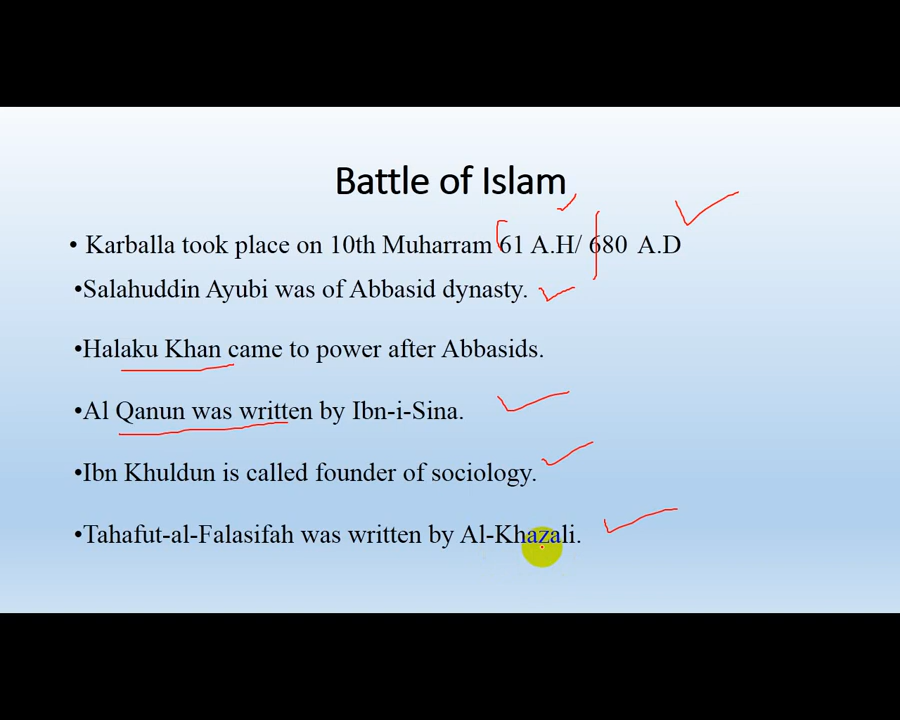 Battle of Islam
• Karballa took place on 10th Muharram 61 A.H/ 680 A.D
•Salahuddin Ayubi was of Abbasid dynasty.
•Halaku Khan came to power after Abbasids.
•Al Qanun was written by Ibn-i-Sina.
•Ibn Khuldun is called founder of sociology.
•Tahafut-al-Falasifah was written by Al-Khazali.